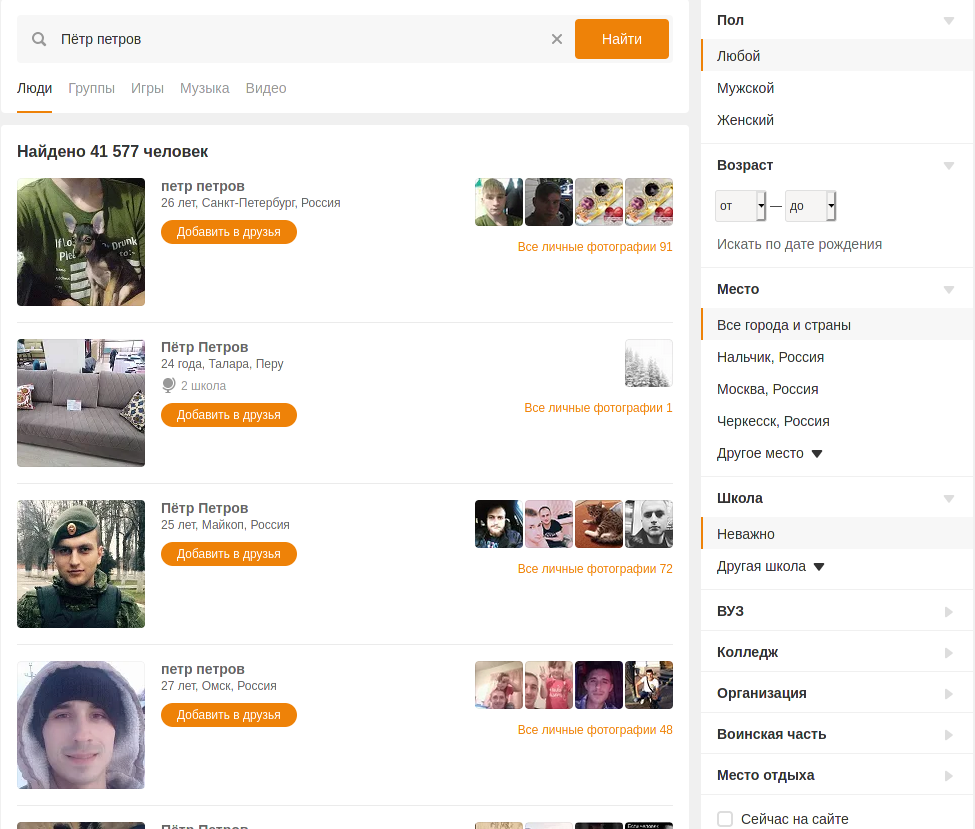 Пётр петров
Найти
Люди Группы Игры Музыка Видео
Найдено 41 577 человек
петр петров
26 лет, Санкт-Петербург, Россия
Добавить в друзья
Все личные фотографии 91
Пётр Петров
24 года, Талара, Перу
2 школа
Добавить в друзья
Все личные фотографии 1
Пётр Петров
25 лет, Майкоп, Россия
Добавить в друзья
Все личные фотографии 72
петр петров
27 лет, Омск, Россия
Добавить в друзья
Все личные фотографии 48
Пётр Петров
Пол
Любой
Мужской
Женский
Возраст
от — до
Искать по дате рождения
Место
Все города и страны
Нальчик, Россия
Москва, Россия
Черкесск, Россия
Другое место
Школа
Неважно
Другая школа
ВУЗ
Колледж
Организация
Воинская часть
Место отдыха
Сейчас на сайте